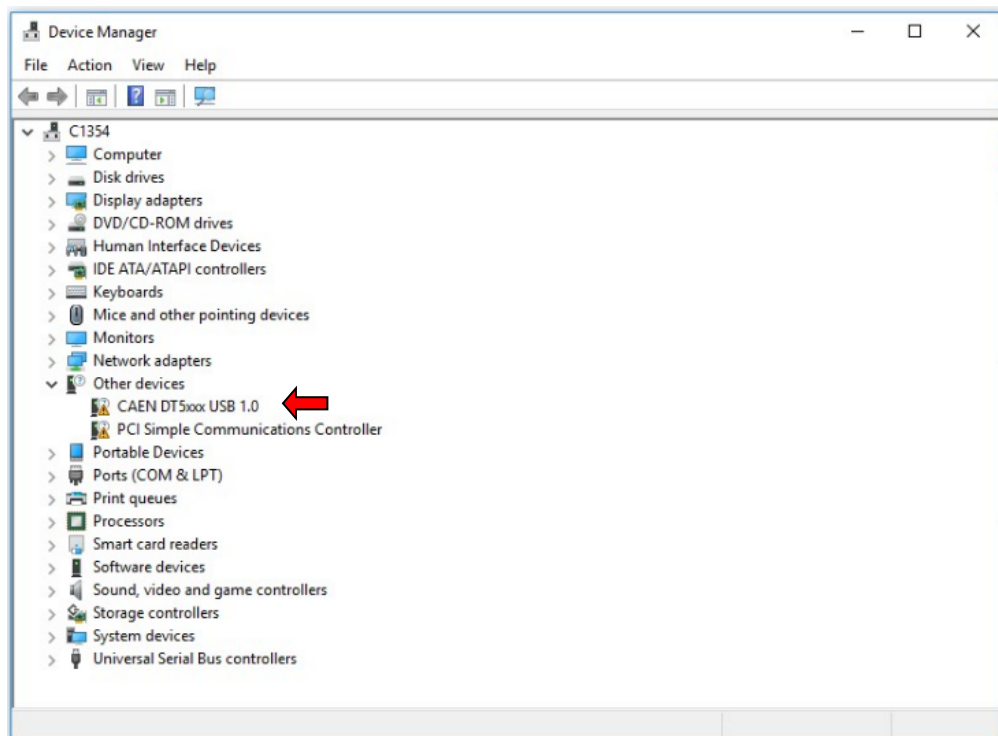 Device Manager
File Action View Help
C1354
Computer
Disk drives
Display adapters
DVD/CD-ROM drives
Human Interface Devices
IDE ATA/ATAPI controllers
Keyboards
Mice and other pointing devices
Monitors
Network adapters
Other devices
CAEN DT5xxx USB 1.0
PCI Simple Communications Controller
Portable Devices
Ports (COM & LPT)
Print queues
Processors
Smart card readers
Software devices
Sound, video and game controllers
Storage controllers
System devices
Universal Serial Bus controllers